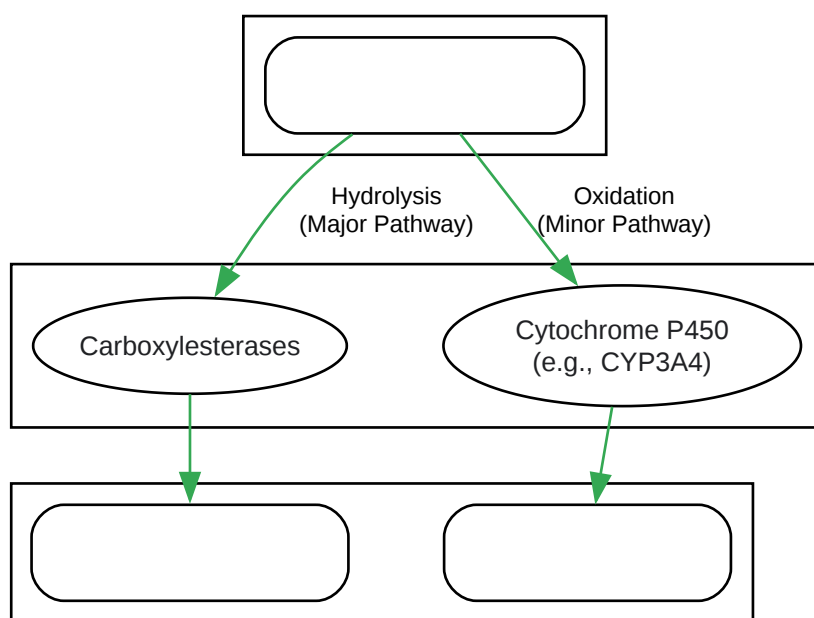 Hydrolysis
(Major Pathway)
Oxidation
(Minor Pathway)
Carboxylesterases
Cytochrome P450
(e.g., CYP3A4)